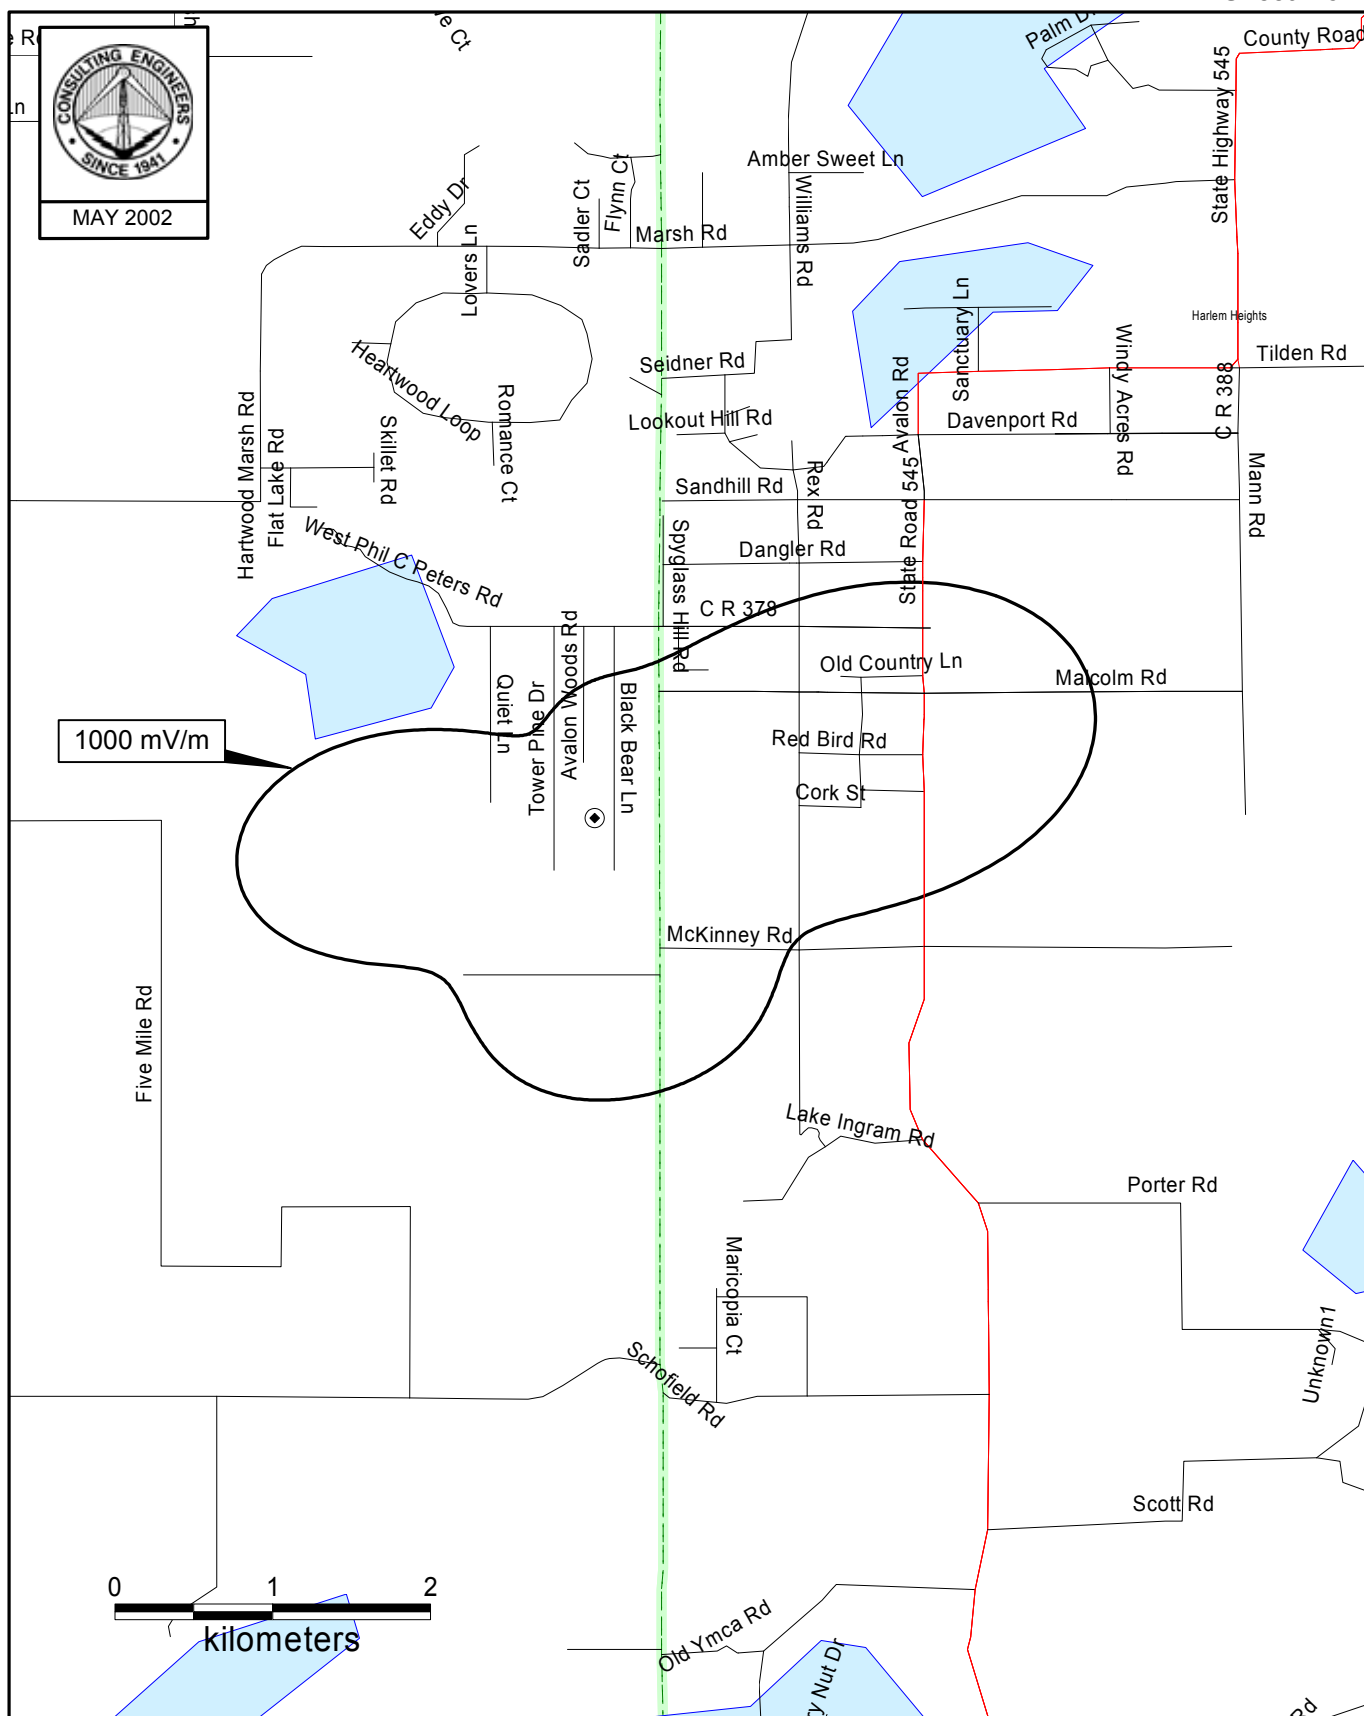 Palm D
County Road
State Highway 545
CONSULTING ENGINEERS
• SINCE 1941 •
MAY 2002
Ln
Amber Sweet Ln
Williams Rd
Eddy Dr
Sadler Ct
Flynn Ct
Marsh Rd
Lovers Ln
Sanctuary Ln
Harlem Heights
Windy Acres Rd
Tilden Rd
C R 388
Heartwood Loop
Seidner Rd
Avalon Rd
Romance Ct
Lookout Hill Rd
Davenport Rd
Hartwood Marsh Rd
Flat Lake Rd
Skillet Rd
Sandhill Rd
Rex Rd
State Road 545
Mann Rd
West Phil C Peters Rd
Spyglass Hill Rd
Dangler Rd
C R 378
Quiet Ln
Tower Pine Dr
Avalon Woods Rd
Black Bear Ln
Old Country Ln
Malcolm Rd
1000 mV/m
Red Bird Rd
Cork St
McKinney Rd
Five Mile Rd
Lake Ingram Rd
Porter Rd
Maricopia Ct
Schofield Rd
Unknown1
Scott Rd
0 1 2
kilometers
Old Ymca Rd
ry Nut Dr
Rd